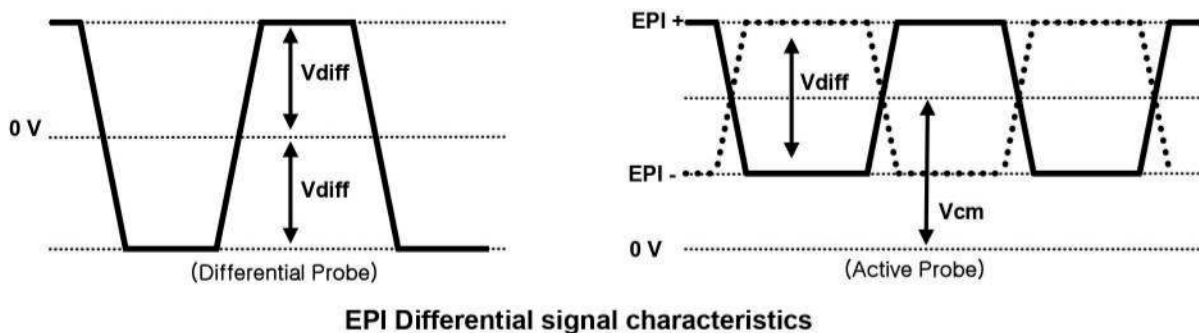 Vdiff
0 V
Vdiff
(Differential Probe)
EPI +
Vdiff
EPI -
Vcm
0 V
(Active Probe)
EPI Differential signal characteristics